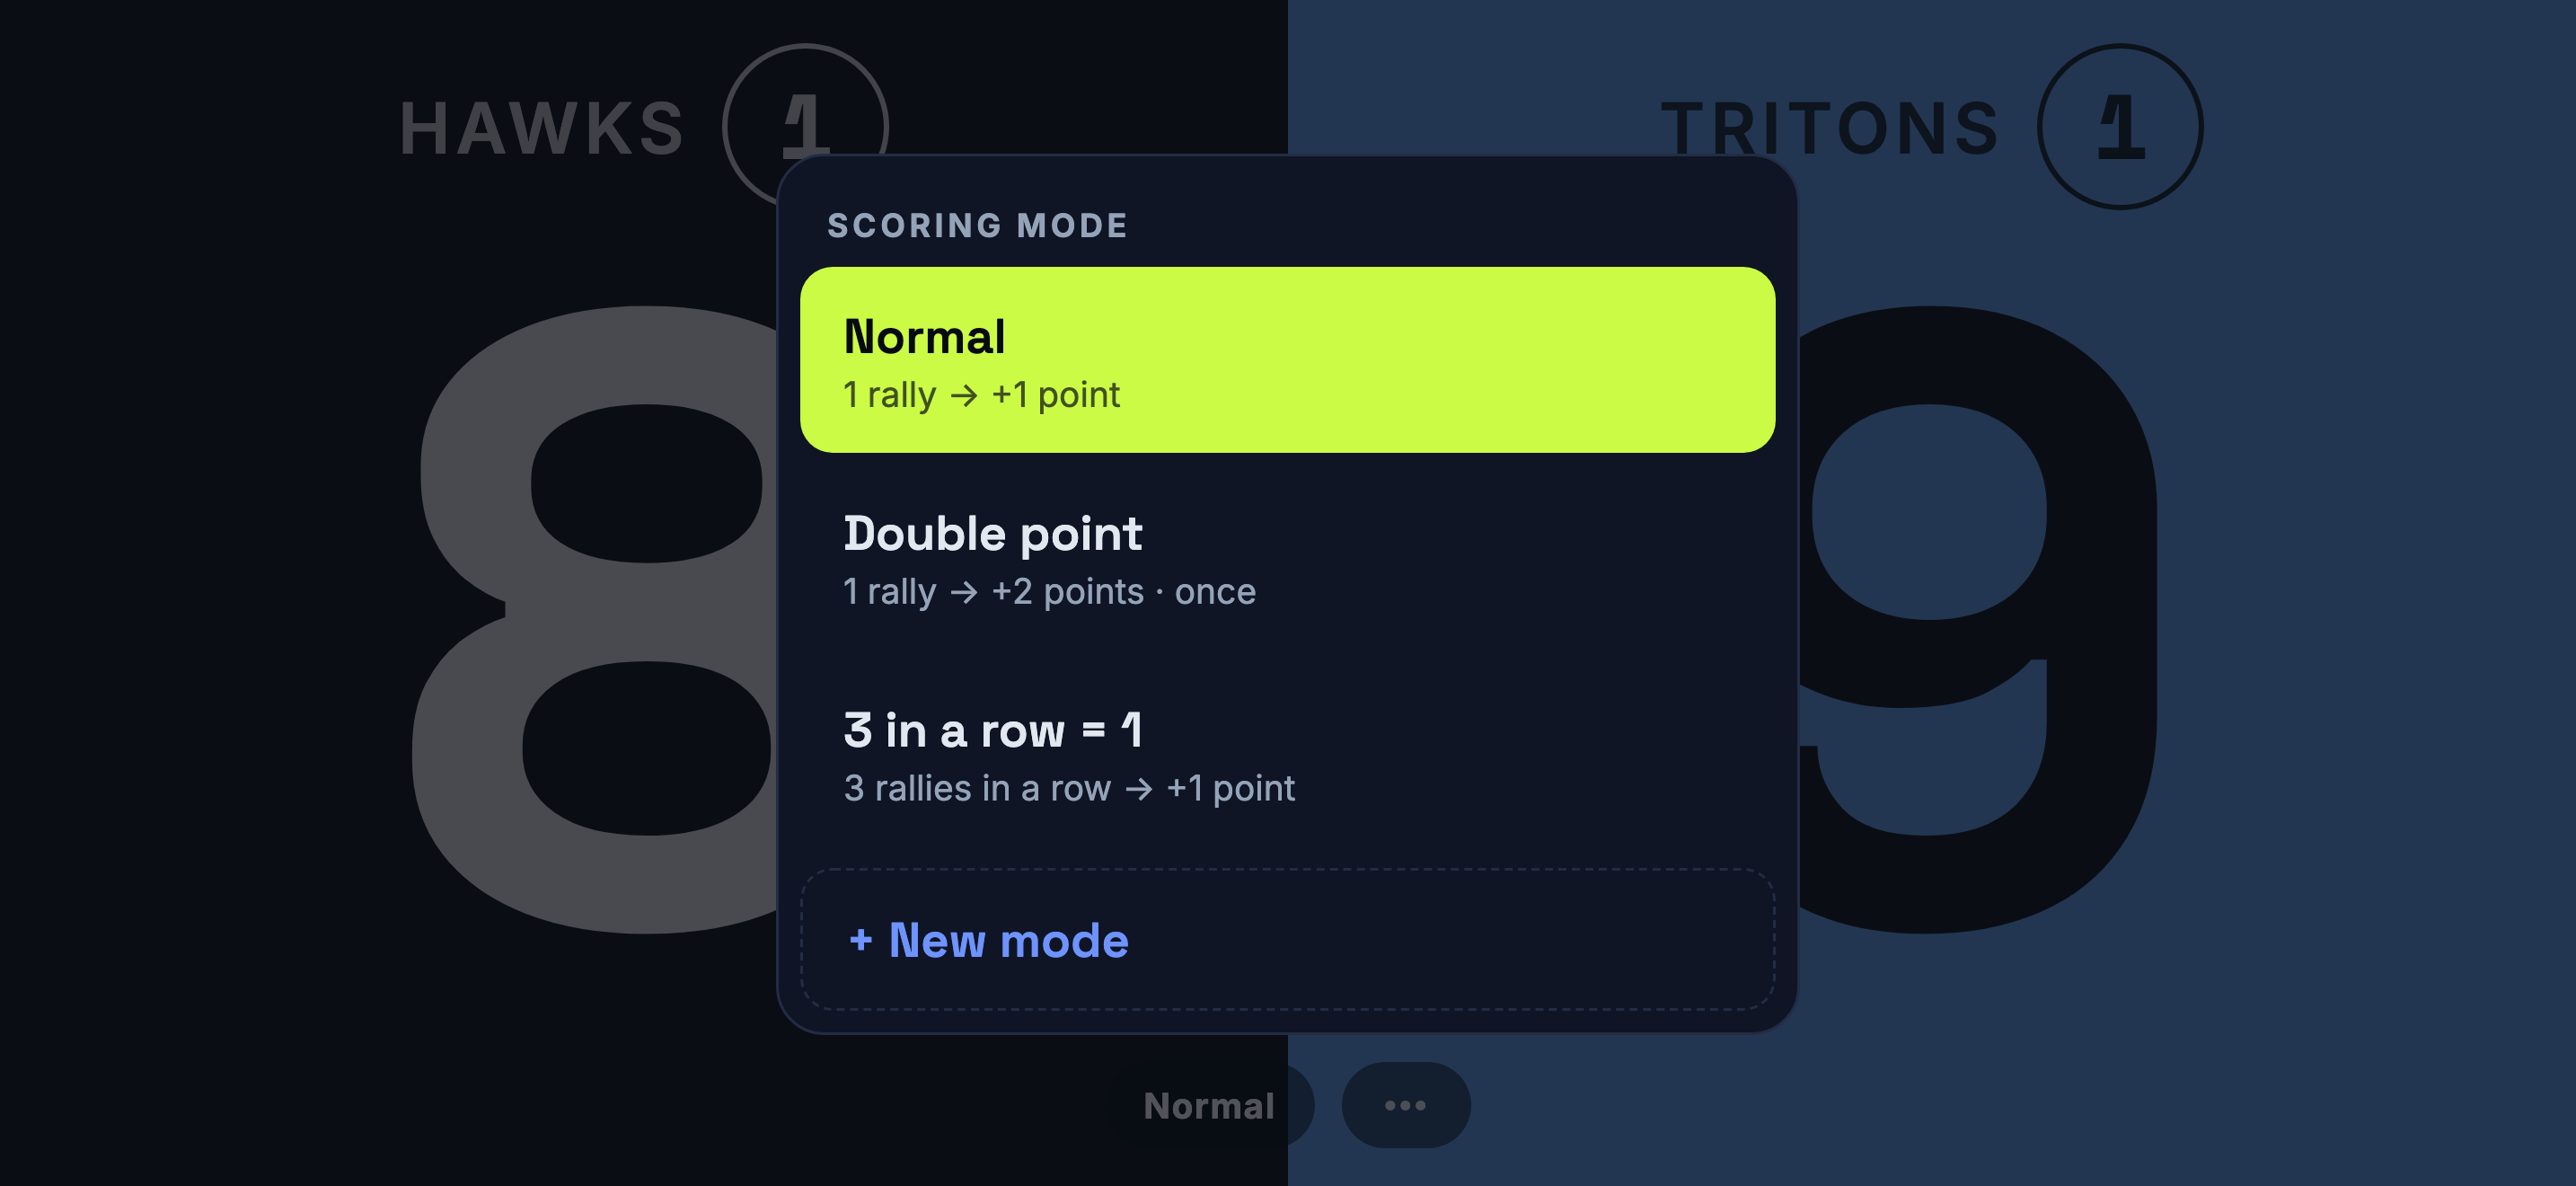 HAWKS 1
TRITONS 1
8
9
SCORING MODE
Normal
1 rally → +1 point
Double point
1 rally → +2 points · once
3 in a row = 1
3 rallies in a row → +1 point
+ New mode
Normal
•••